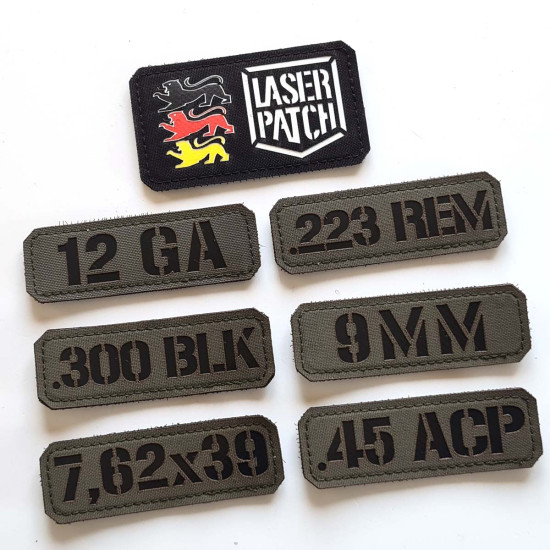 LASER
PATCH
12 GA
.223 REM
.300 BLK
9MM
7,62x39
.45 ACP